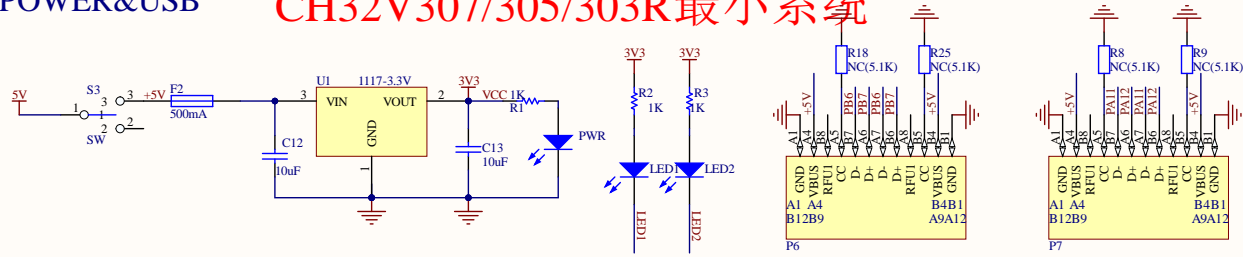 POWER&USB
CH32V307/305/303R最小系统
5V
S3
1
3
3
2
2
SW
+5V
F2
500mA
C12
10uF
U1
1117-3.3V
3
VIN
VOUT
2
GND
1
3V3
VCC
1K
R1
C13
10uF
PWR
3V3
R2
1K
LED1
LED1
3V3
R3
1K
LED2
LED2
R18
NC(5.1K)
R25
NC(5.1K)
+5V
PB6
PB7
PB6
PB7
+5V
A1
A4
B8
A5
B7
A6
A7
B6
A8
B5
B4
B1
GND
VBUS
RFU1
CC
D-
D+
D-
D+
RFU1
CC
VBUS
GND
A1 A4
B4B1
B12B9
A9A12
P6
R8
NC(5.1K)
R9
NC(5.1K)
+5V
PA11
PA12
PA11
PA12
+5V
A1
A4
B8
A5
B7
A6
A7
B6
A8
B5
B4
B1
GND
VBUS
RFU1
CC
D-
D+
D-
D+
RFU1
CC
VBUS
GND
A1 A4
B4B1
B12B9
A9A12
P7